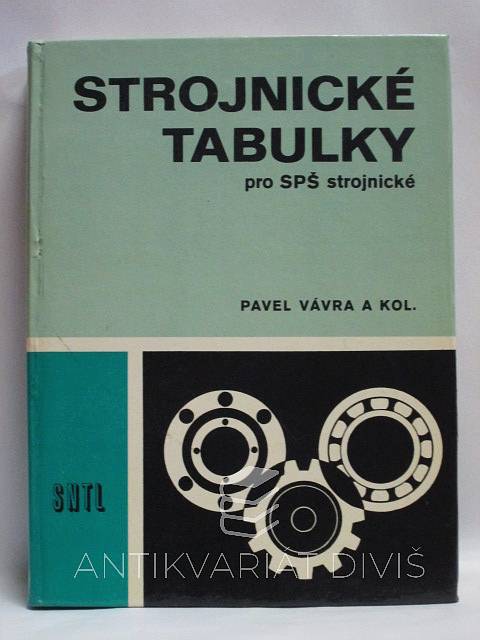 STROJNICKÉ
TABULKY
pro SPŠ strojnické
PAVEL VÁVRA A KOL.
SNTL
ANTIKVARIÁT DIVIŠ